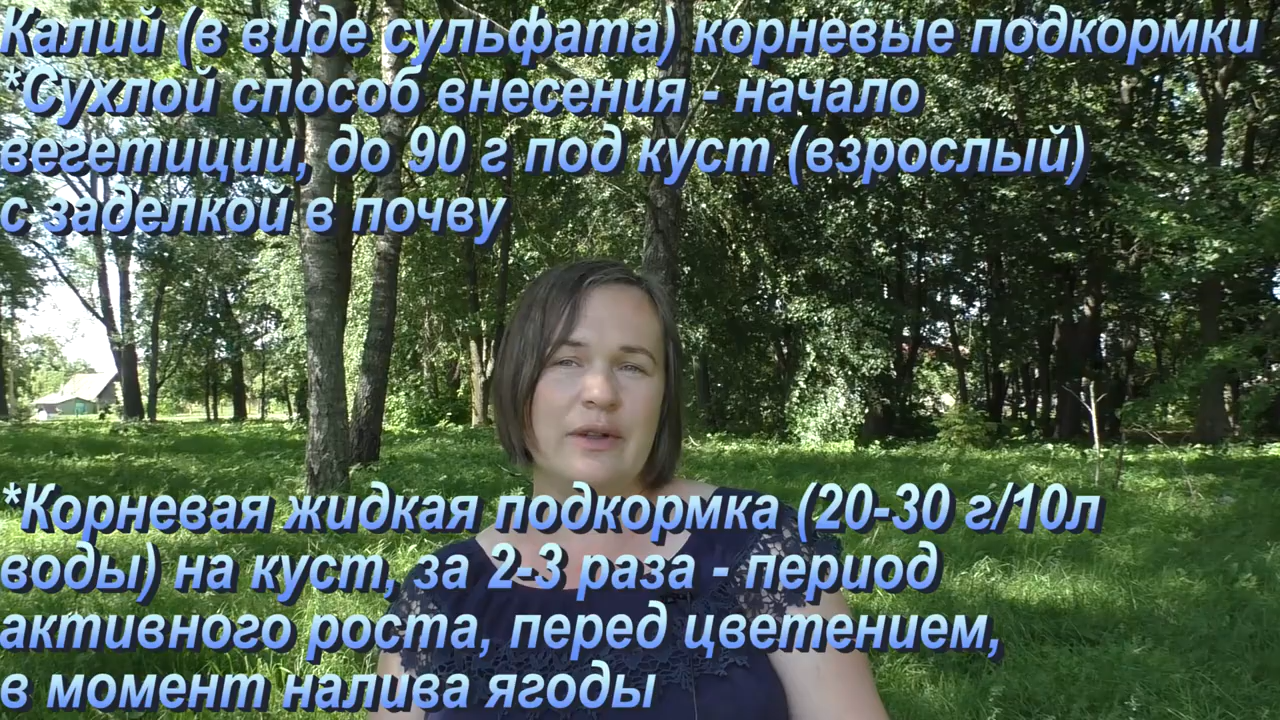 Калий (в виде сульфата) корневые подкормки
*Сухлой способ внесения - начало
вегетиции, до 90 г под куст (взрослый)
с заделкой в почву
*Корневая жидкая подкормка (20-30 г/10л
воды) на куст, за 2-3 раза - период
активного роста, перед цветением,
в момент налива ягоды